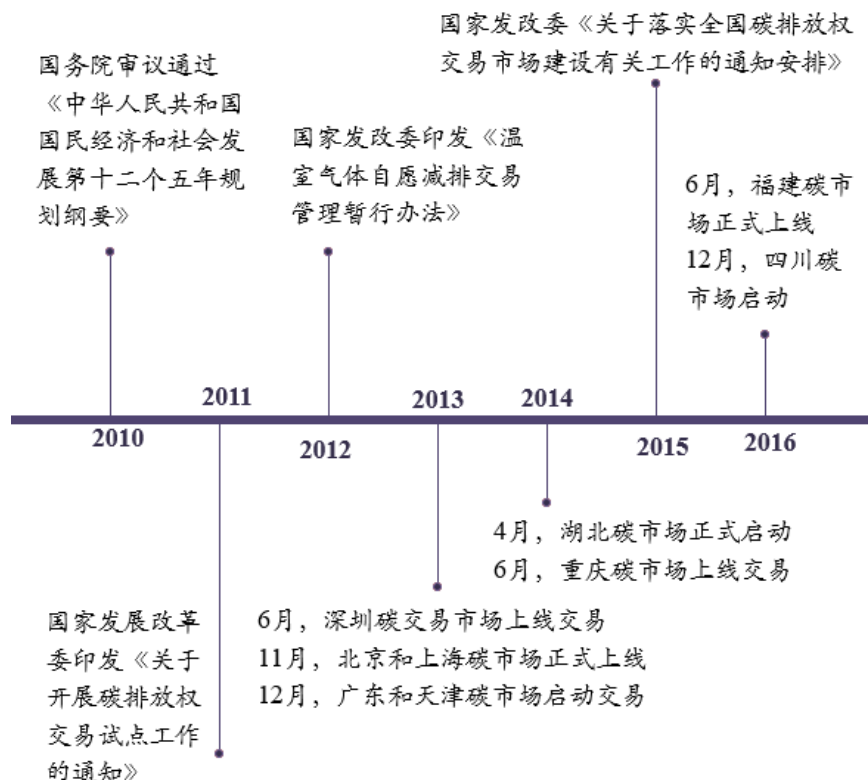 国家发改委《关于落实全国碳排放权
交易市场建设有关工作的通知安排》
国务院审议通过
《中华人民共和国
国民经济和社会发
展第十二个五年规
划纲要》
国家发改委印发《温
室气体自愿减排交易
管理暂行办法》
6月，福建碳市
场正式上线
12月，四川碳
市场启动
2011
2013
2014
2010
2012
2015
2016
4月，湖北碳市场正式启动
6月，重庆碳市场上线交易
国家发展改革
委印发《关于
开展碳排放权
交易试点工作
的通知》
6月，深圳碳交易市场上线交易
11月，北京和上海碳市场正式上线
12月，广东和天津碳市场启动交易